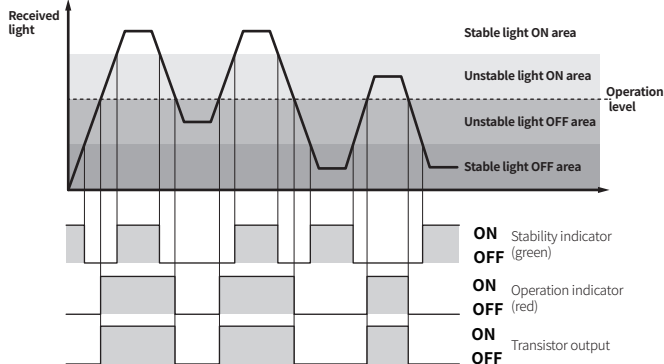 Received
light
Stable light ON area
Unstable light ON area
Operation
level
Unstable light OFF area
Stable light OFF area
ON
Stability indicator
OFF (green)
ON
Operation indicator
OFF (red)
ON
Transistor output
OFF